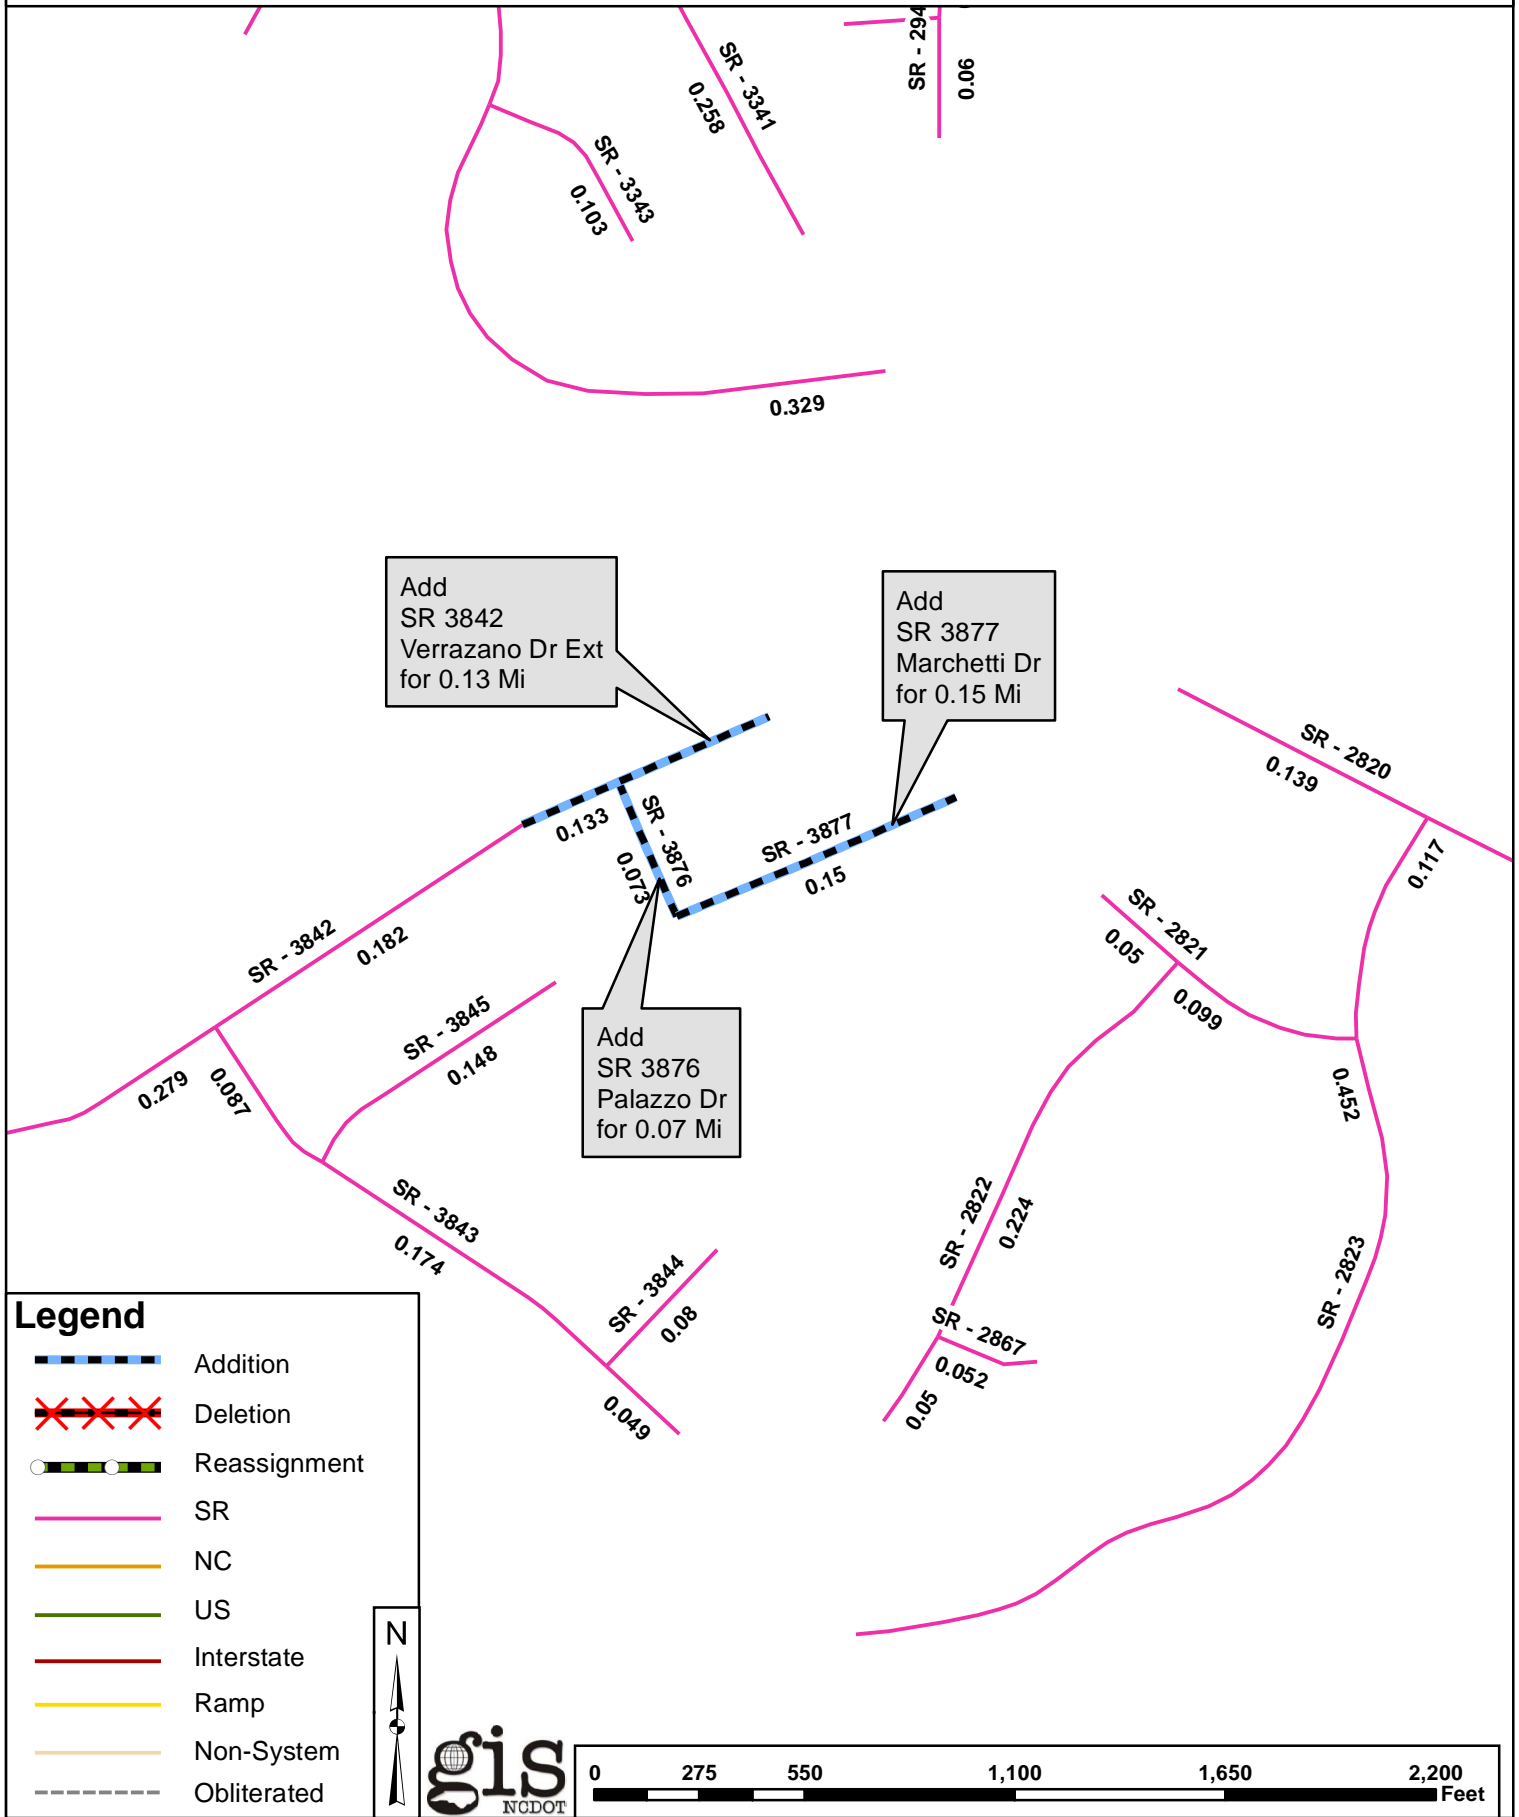 SR - 294
0.06
SR - 3341
0.258
SR - 3343
0.103
0.329
Add
SR 3842
Verrazano Dr Ext
for 0.13 Mi
Add
SR 3877
Marchetti Dr
for 0.15 Mi
SR - 2820
0.139
0.133
SR - 3876
0.073
SR - 3877
0.15
0.117
SR - 3842
0.182
SR - 2821
0.05
0.099
SR - 3845
0.148
0.279
0.087
Add
SR 3876
Palazzo Dr
for 0.07 Mi
0.452
SR - 3843
0.174
SR - 2822
0.224
SR - 3844
0.08
SR - 2823
SR - 2867
0.052
0.05
0.049
Legend
Addition
Deletion
Reassignment
SR
NC
US
Interstate
Ramp
Non-System
Obliterated
N
gis
NCDOT
0 275 550 1,100 1,650 2,200
Feet